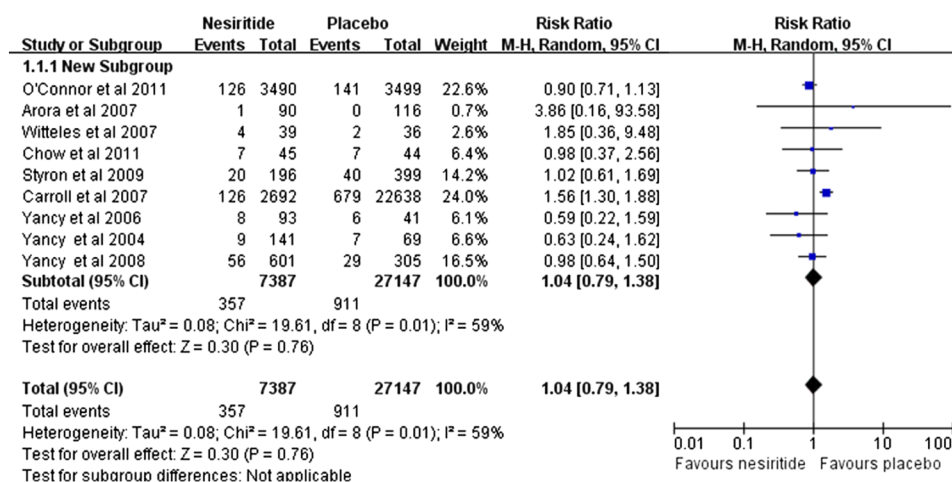 Nesiritide Placebo Risk Ratio Risk Ratio
Study or Subgroup Events Total Events Total Weight M-H, Random, 95% CI M-H, Random, 95% CI
1.1.1 New Subgroup
O'Connor et al 2011 126 3490 141 3499 22.6% 0.90 [0.71, 1.13]
Arora et al 2007 1 90 0 116 0.7% 3.86 [0.16, 93.58]
Witteles et al 2007 4 39 2 36 2.6% 1.85 [0.36, 9.48]
Chow et al 2011 7 45 7 44 6.4% 0.98 [0.37, 2.56]
Styron et al 2009 20 196 40 399 14.2% 1.02 [0.61, 1.69]
Carroll et al 2007 126 2692 679 22638 24.0% 1.56 [1.30, 1.88]
Yancy et al 2006 8 93 6 41 6.1% 0.59 [0.22, 1.59]
Yancy et al 2004 9 141 7 69 6.6% 0.63 [0.24, 1.62]
Yancy et al 2008 56 601 29 305 16.5% 0.98 [0.64, 1.50]
Subtotal (95% CI) 7387 27147 100.0% 1.04 [0.79, 1.38]
Total events 357 911
Heterogeneity: Tau² = 0.08; Chi² = 19.61, df = 8 (P = 0.01); I² = 59%
Test for overall effect: Z = 0.30 (P = 0.76)
Total (95% CI) 7387 27147 100.0% 1.04 [0.79, 1.38]
Total events 357 911
Heterogeneity: Tau² = 0.08; Chi² = 19.61, df = 8 (P = 0.01); I² = 59%
Test for overall effect: Z = 0.30 (P = 0.76)
Test for subgroup differences: Not applicable
0.01 0.1 1 10 100
Favours nesiritide Favours placebo